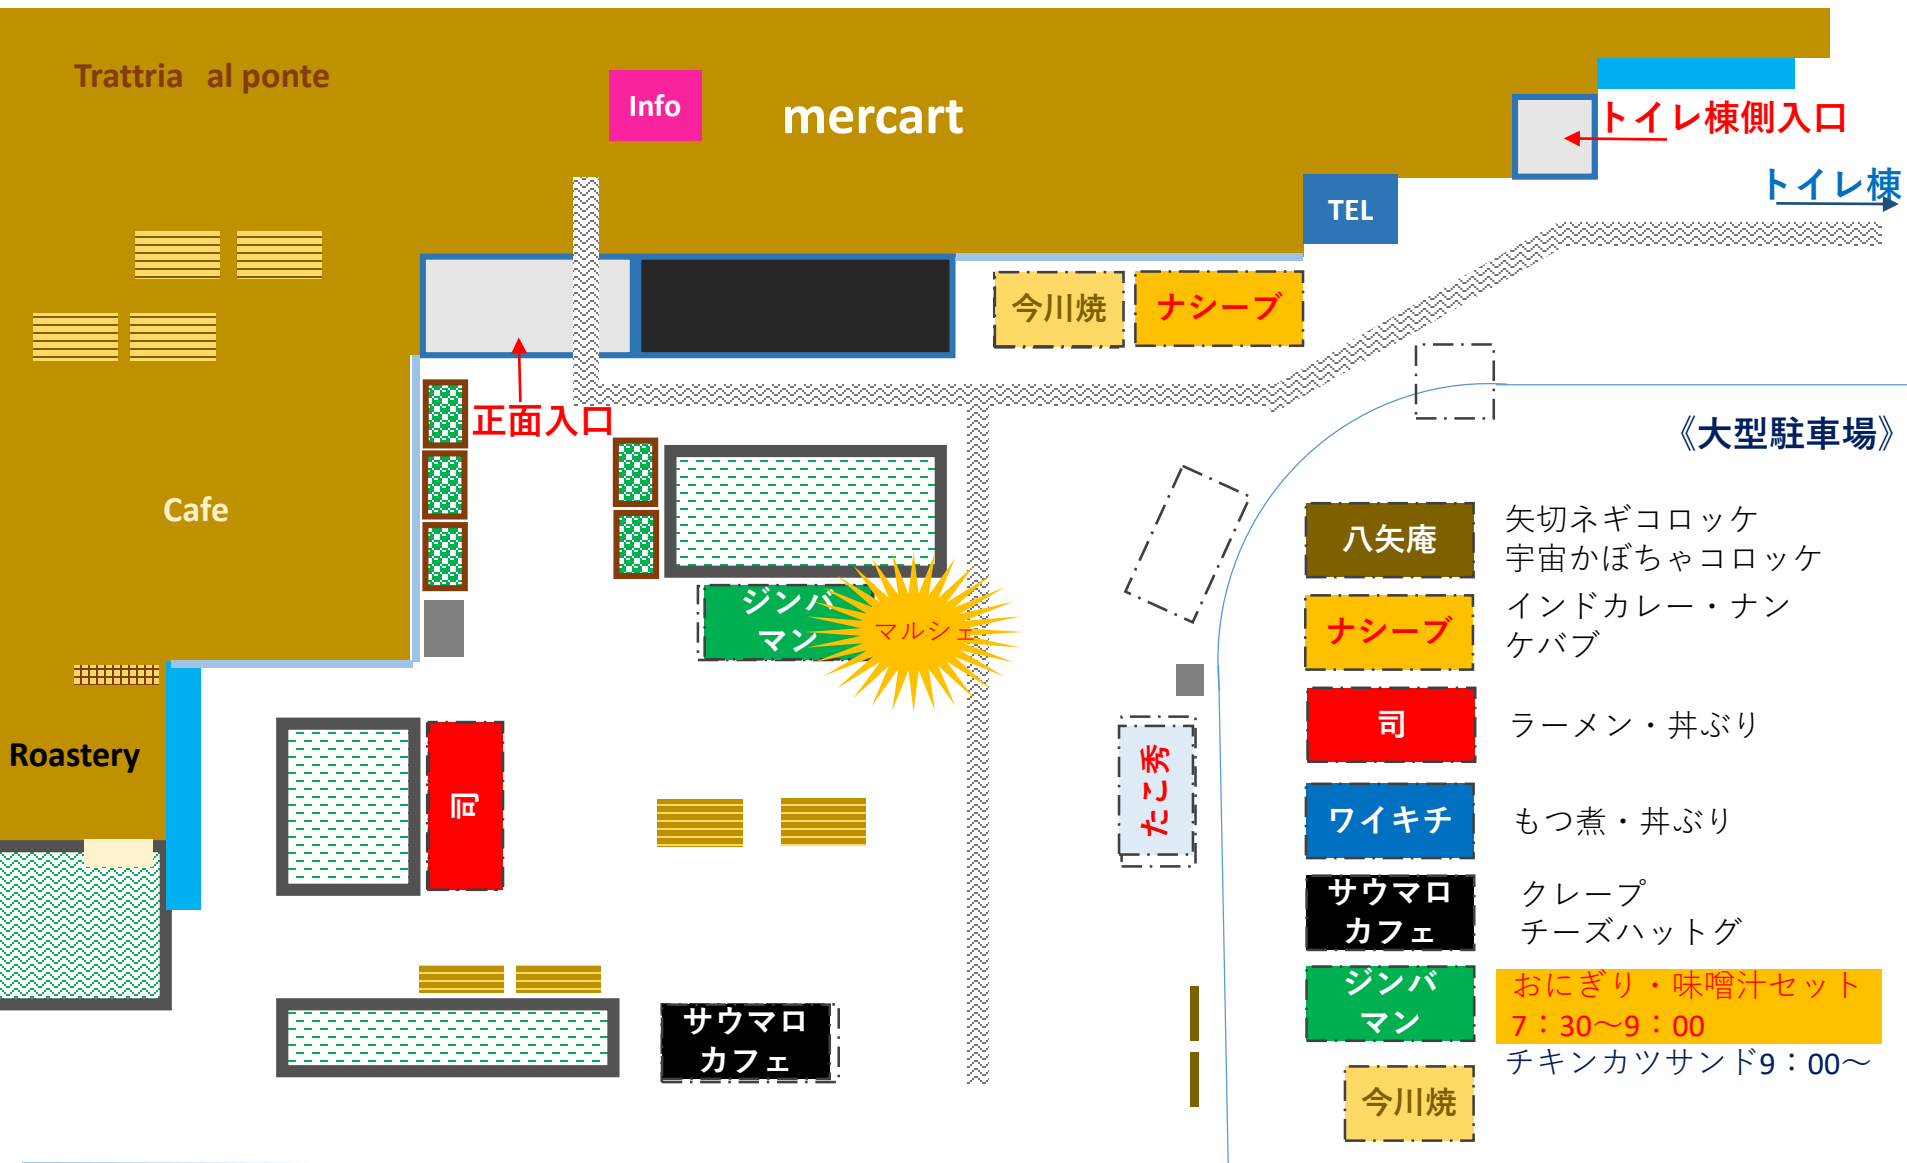 Trattria al ponte
Info
mercart
トイレ棟側入口
トイレ棟
TEL
今川焼
ナシーブ
正面入口
《大型駐車場》
Cafe
ジンバ
マン
マルシェ
Roastery
司
たこ秀
サウマロ
カフェ
八矢庵
矢切ネギコロッケ
宇宙かぼちゃコロッケ
ナシーブ
インドカレー・ナン
ケバブ
司
ラーメン・丼ぶり
ワイキチ
もつ煮・丼ぶり
サウマロ
カフェ
クレープ
チーズハットグ
ジンバ
マン
おにぎり・味噌汁セット
7：30～9：00
チキンカツサンド9：00～
今川焼